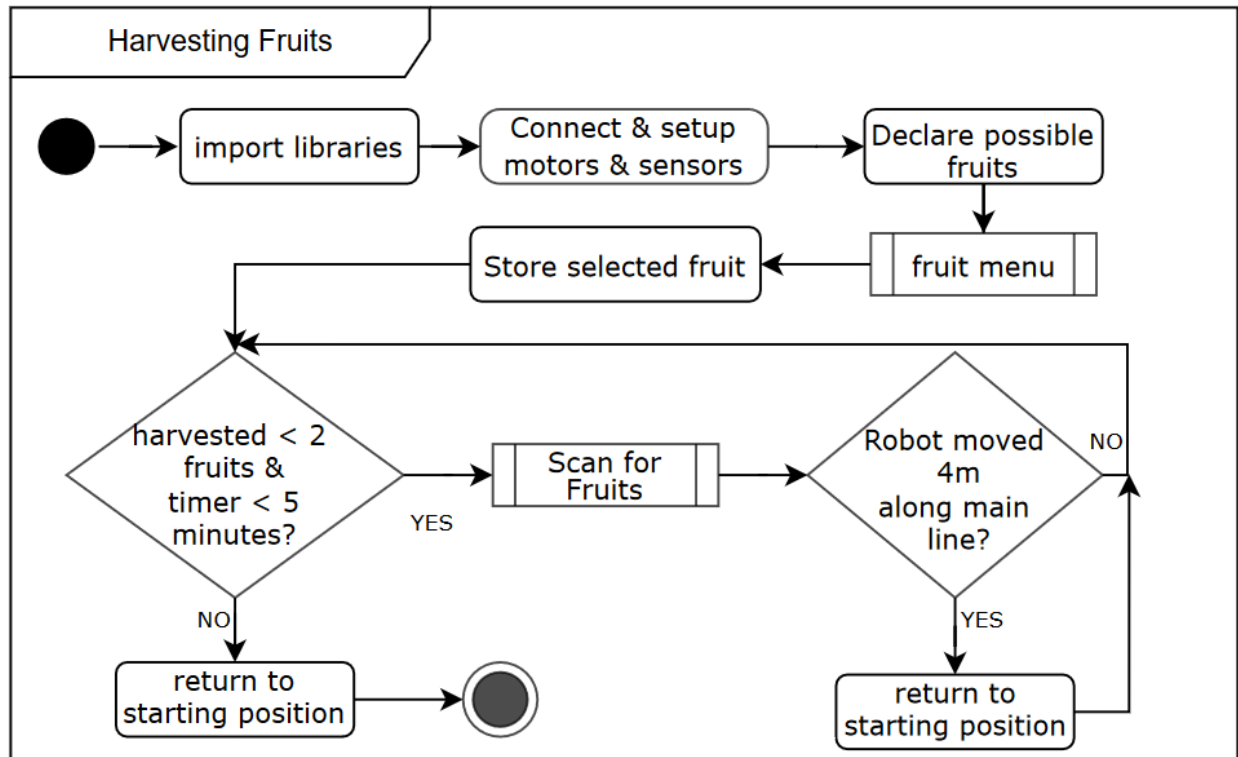 Harvesting Fruits
import libraries
Connect & setup
motors & sensors
Declare possible
fruits
Store selected fruit
fruit menu
harvested < 2
fruits &
timer < 5
minutes?
YES
Scan for
Fruits
Robot moved
4m
along main
line?
NO
NO
YES
return to
starting position
return to
starting position